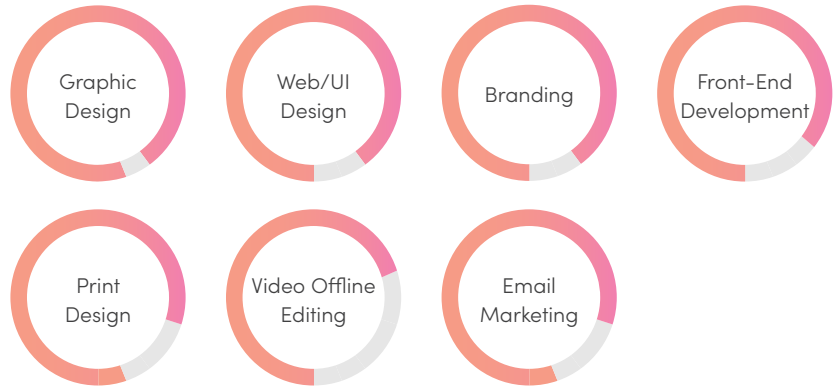 Graphic
Design
Web/UI
Design
Branding
Front-End
Development
Print
Design
Video Offline
Editing
Email
Marketing